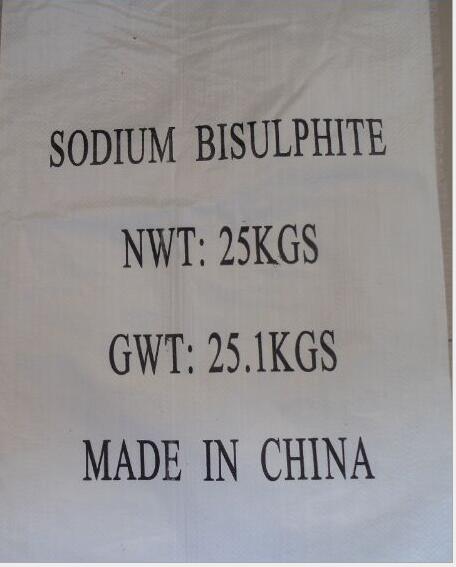 SODIUM BISULPHITE
NWT: 25KGS
GWT: 25.1KGS
MADE IN CHINA